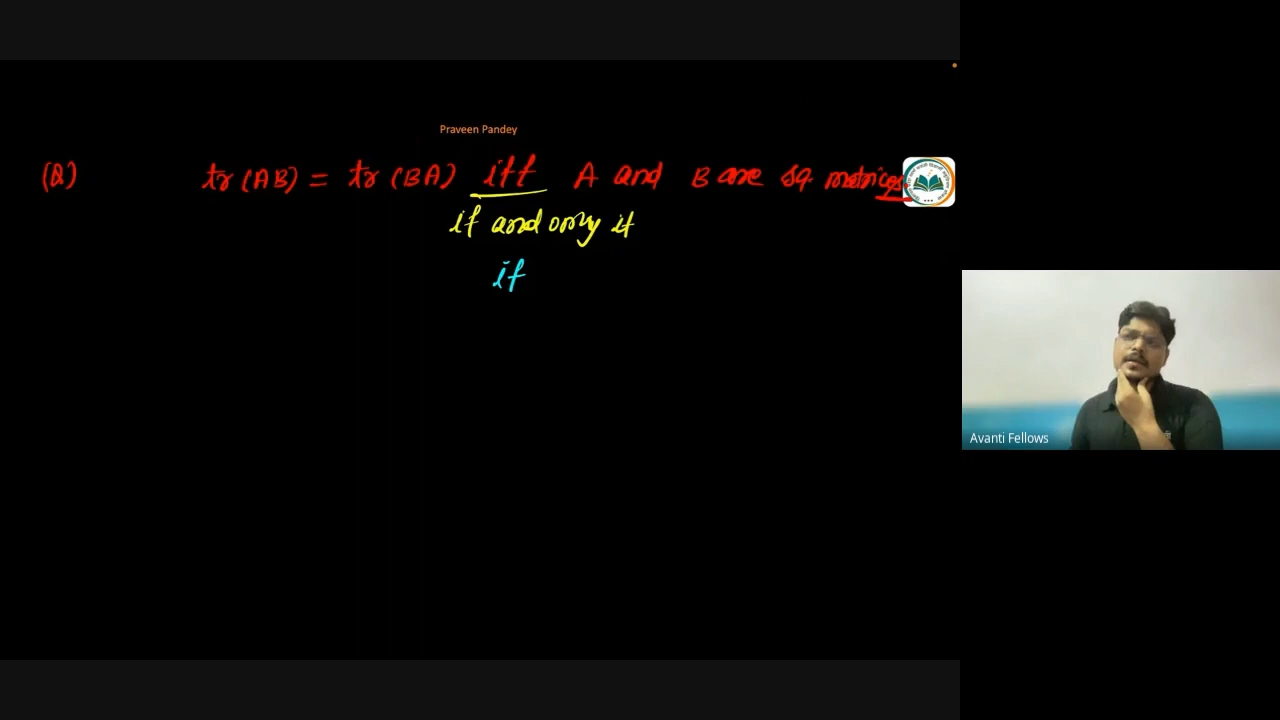 Praveen Pandey
(Q) tr (AB) = tr (BA) iff A and B are sq. matrices.
if and only if
if
Avanti Fellows